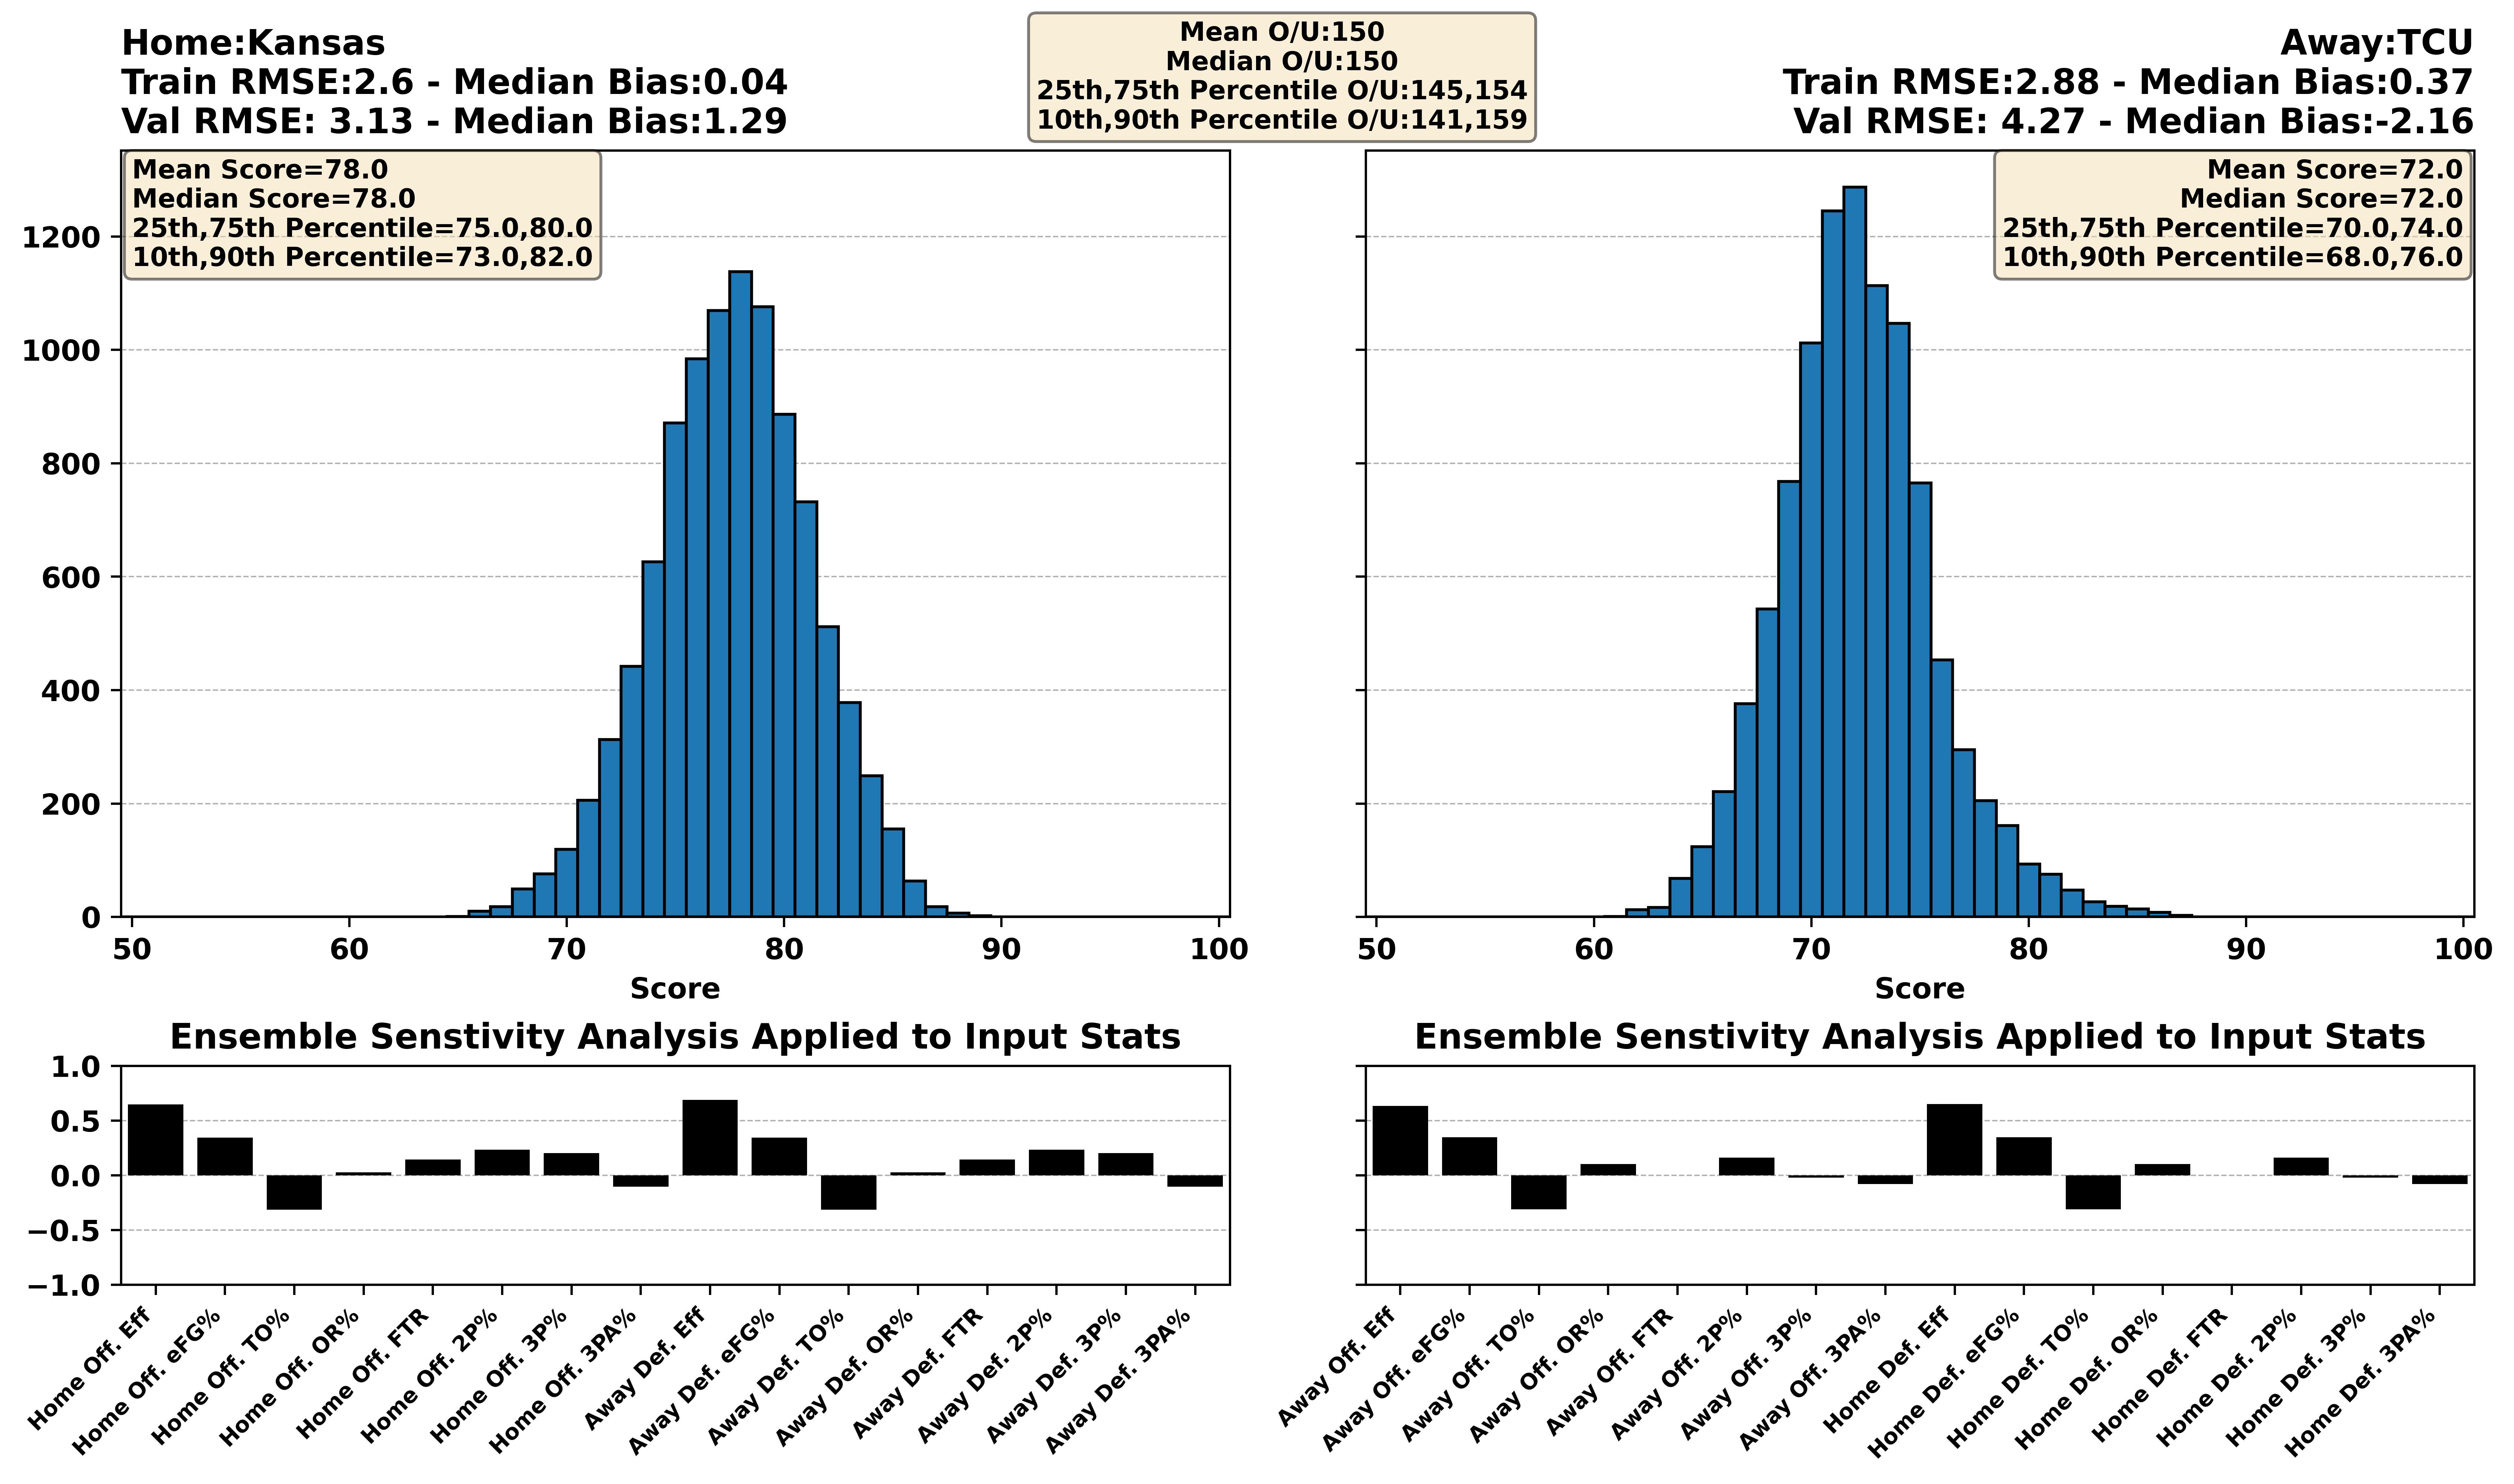 Home:Kansas
Train RMSE:2.6 - Median Bias:0.04
Val RMSE: 3.13 - Median Bias:1.29
Mean O/U:150
Median O/U:150
25th,75th Percentile O/U:145,154
10th,90th Percentile O/U:141,159
Away:TCU
Train RMSE:2.88 - Median Bias:0.37
Val RMSE: 4.27 - Median Bias:-2.16
Mean Score=78.0
Median Score=78.0
25th,75th Percentile=75.0,80.0
10th,90th Percentile=73.0,82.0
1200
1000
800
600
400
200
0
50 60 70 80 90 100
Score
Mean Score=72.0
Median Score=72.0
25th,75th Percentile=70.0,74.0
10th,90th Percentile=68.0,76.0
50 60 70 80 90 100
Score
Ensemble Senstivity Analysis Applied to Input Stats
1.0
0.5
0.0
−0.5
−1.0
Home Off. Eff
Home Off. eFG%
Home Off. TO%
Home Off. OR%
Home Off. FTR
Home Off. 2P%
Home Off. 3P%
Home Off. 3PA%
Away Def. Eff
Away Def. eFG%
Away Def. TO%
Away Def. OR%
Away Def. FTR
Away Def. 2P%
Away Def. 3P%
Away Def. 3PA%
Ensemble Senstivity Analysis Applied to Input Stats
Away Off. Eff
Away Off. eFG%
Away Off. TO%
Away Off. OR%
Away Off. FTR
Away Off. 2P%
Away Off. 3P%
Away Off. 3PA%
Home Def. Eff
Home Def. eFG%
Home Def. TO%
Home Def. OR%
Home Def. FTR
Home Def. 2P%
Home Def. 3P%
Home Def. 3PA%